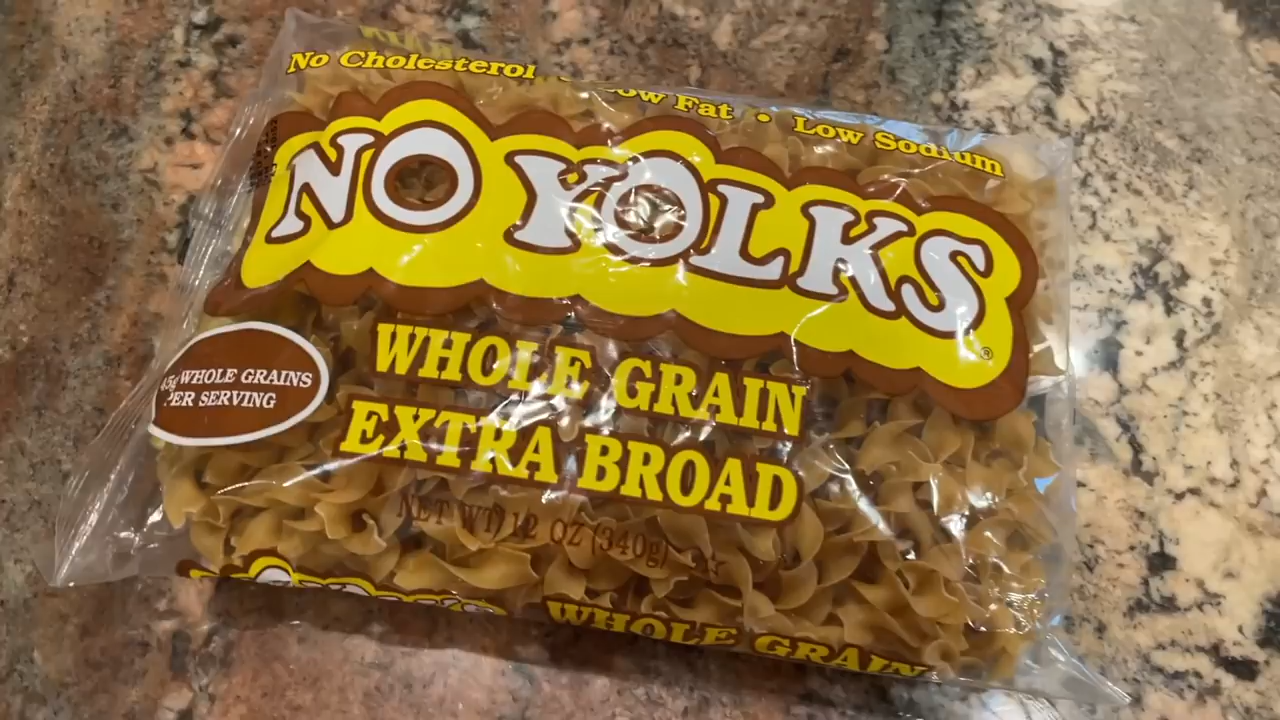 No Cholesterol Low Fat • Low Sodium
NO YOLKS®
WHOLE GRAIN
EXTRA BROAD
45g WHOLE GRAINS
PER SERVING
NET WT 12 OZ (340g)
WHOLE GRAIN